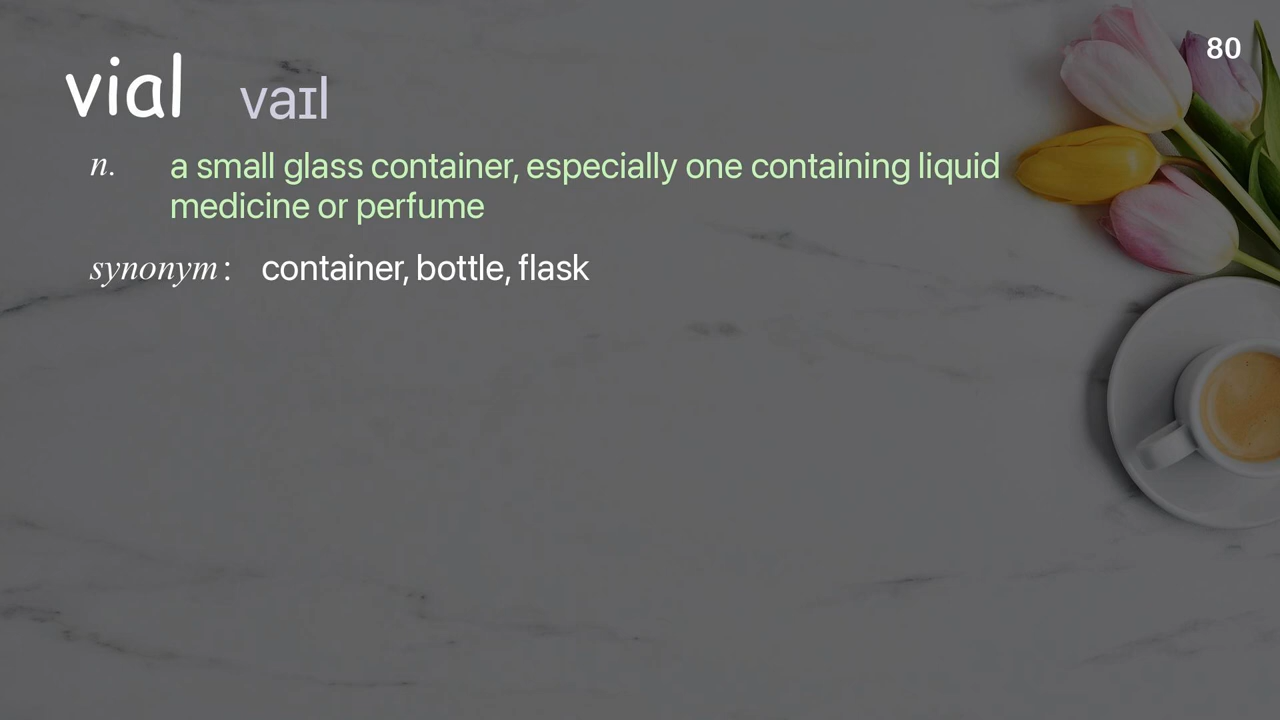 80
vial vaɪl
n. a small glass container, especially one containing liquid
medicine or perfume
synonym: container, bottle, flask